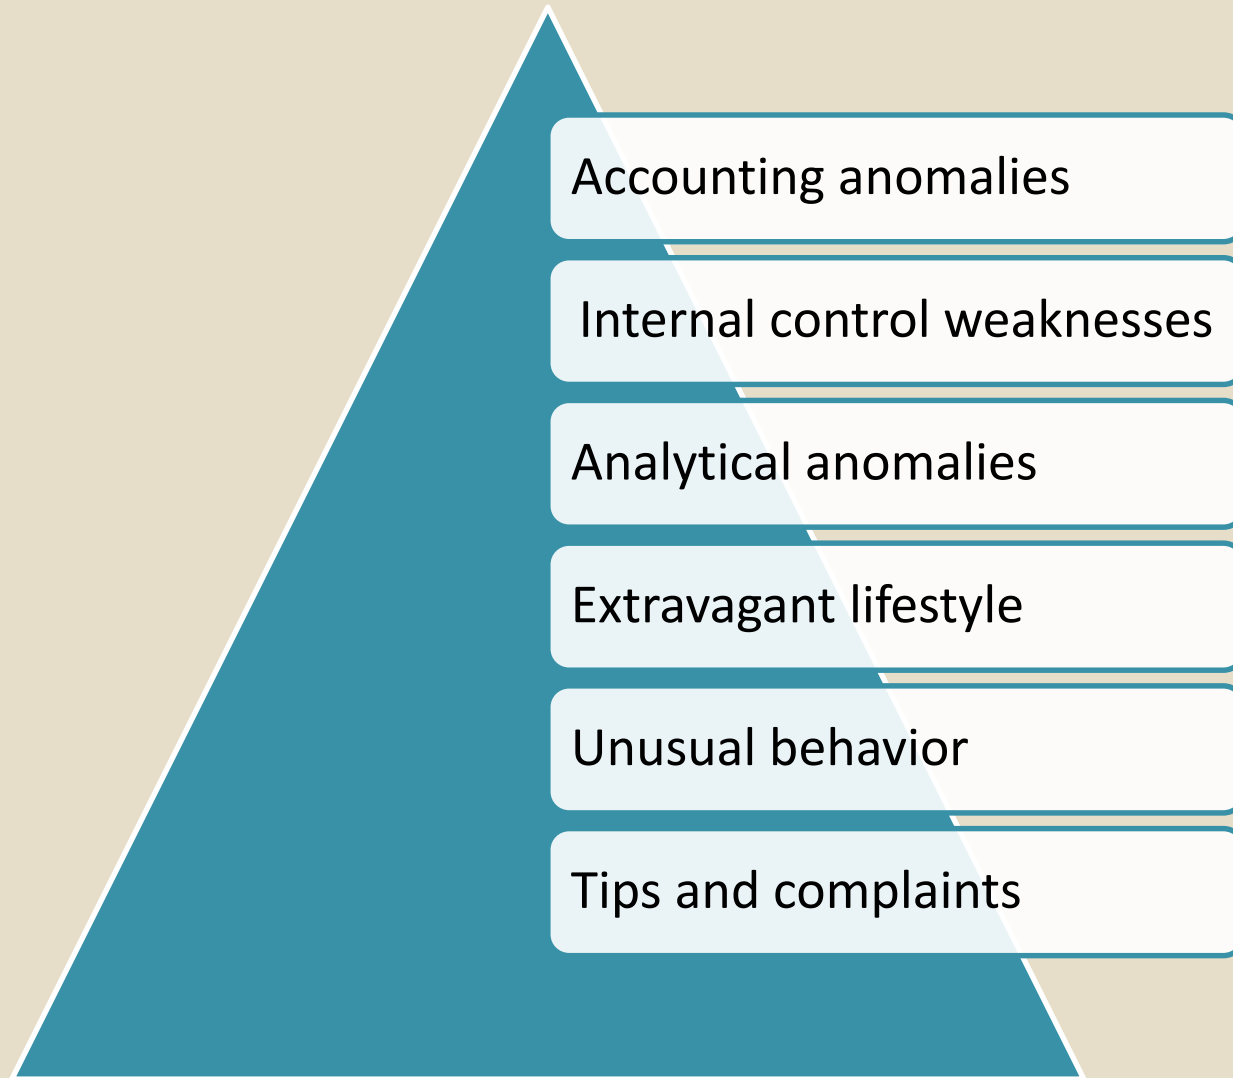 Accounting anomalies
Internal control weaknesses
Analytical anomalies
Extravagant lifestyle
Unusual behavior
Tips and complaints